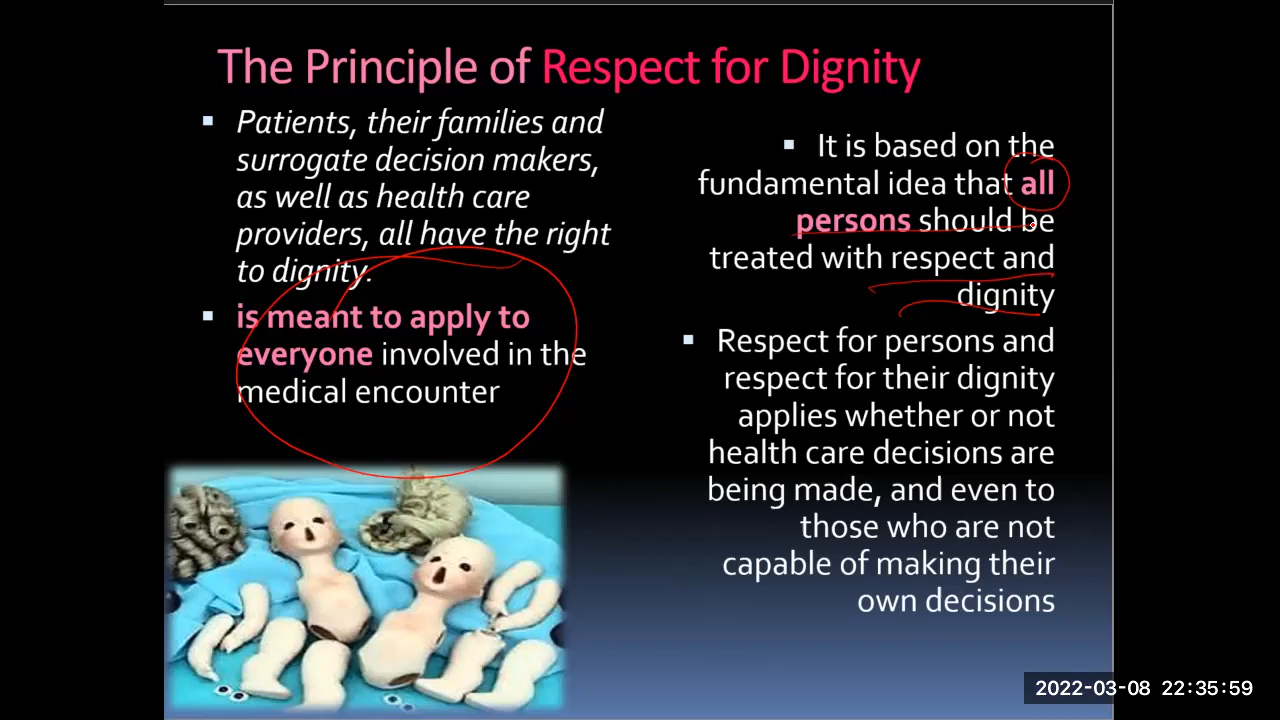 The Principle of Respect for Dignity
▪ Patients, their families and
surrogate decision makers,
as well as health care
providers, all have the right
to dignity.
▪ is meant to apply to
everyone involved in the
medical encounter
▪ It is based on the
fundamental idea that all
persons should be
treated with respect and
dignity
▪ Respect for persons and
respect for their dignity
applies whether or not
health care decisions are
being made, and even to
those who are not
capable of making their
own decisions
2022-03-08 22:35:59